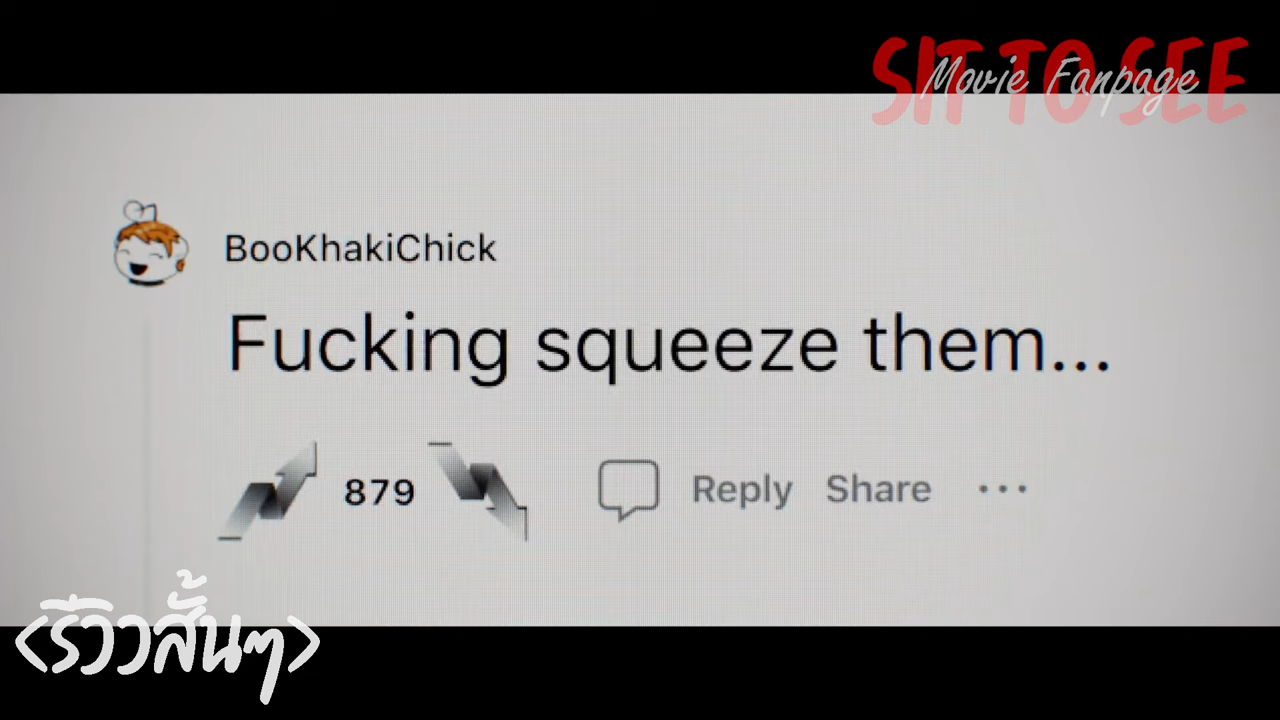 SIT TO SEE
Movie Fanpage
BooKhakiChick
Fucking squeeze them...
879 Reply Share ...
<รีวิวสั้นๆ>